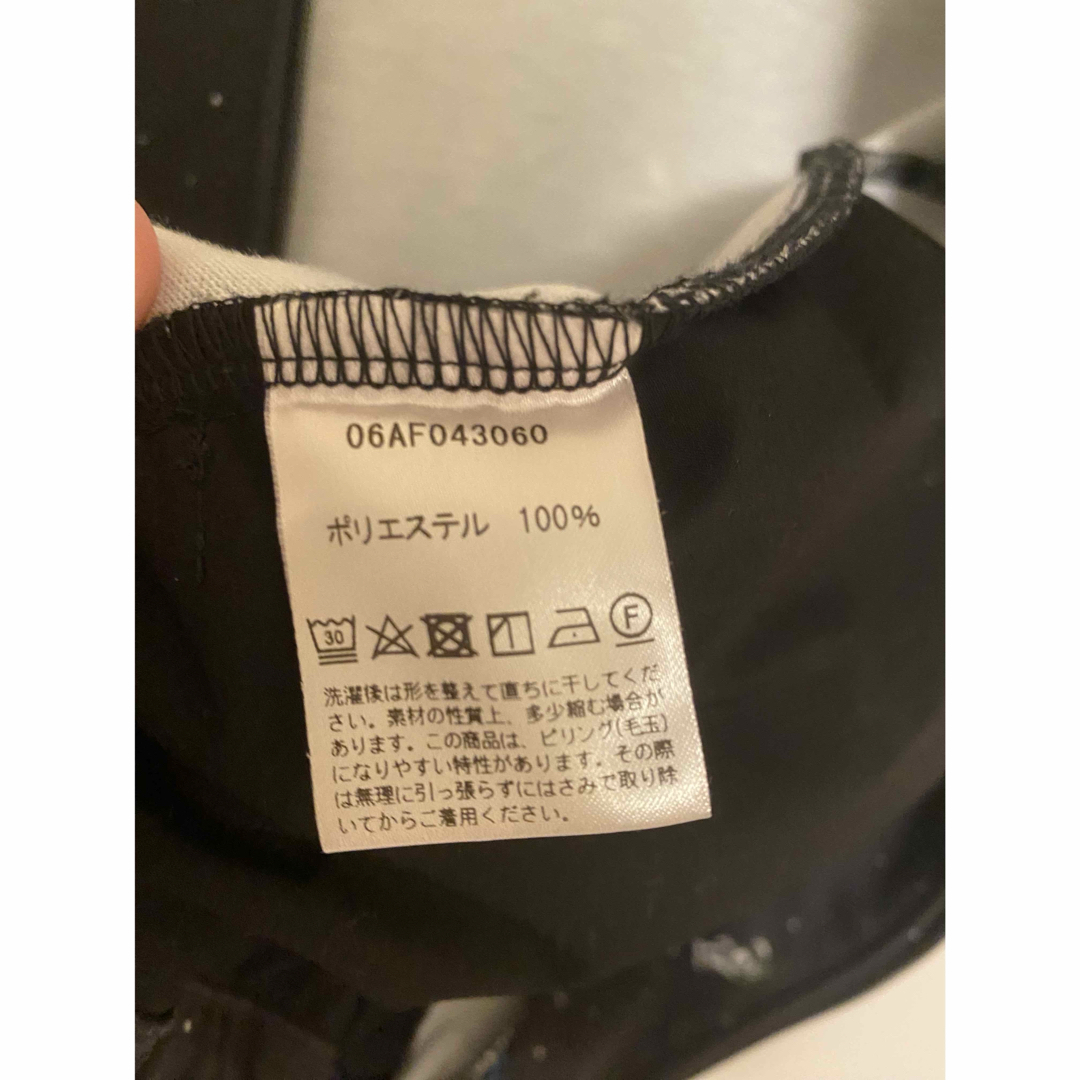 06AF043060
ポリエステル 100%
30 F
洗濯後は形を整えて直ちに干してくだ
さい。素材の性質上、多少縮む場合が
あります。この商品は、ピリング(毛玉)
になりやすい特性があります。その際
は無理に引っ張らずにはさみで取り除
いてからご着用ください。